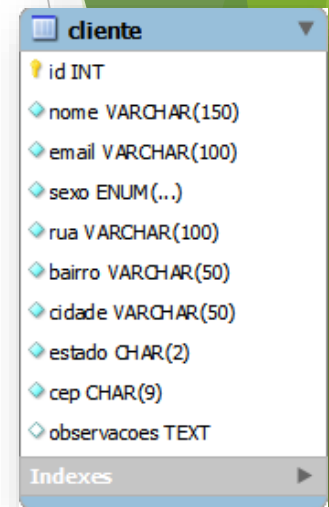 cliente
id INT
nome VARCHAR(150)
email VARCHAR(100)
sexo ENUM(...)
rua VARCHAR(100)
bairro VARCHAR(50)
cidade VARCHAR(50)
estado CHAR(2)
cep CHAR(9)
observacoes TEXT
Indexes